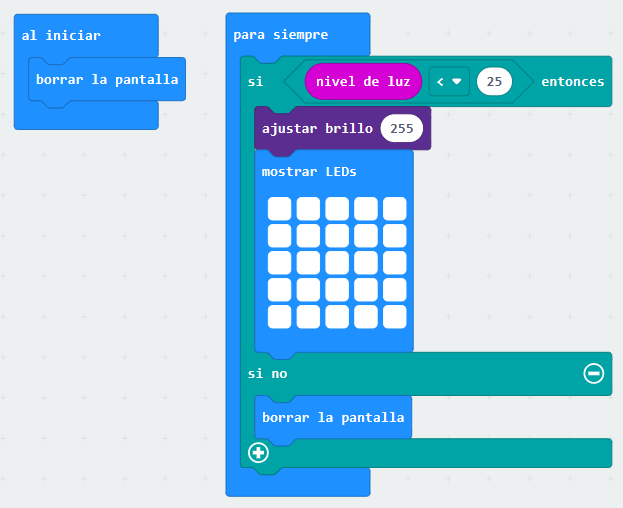 al iniciar
borrar la pantalla
para siempre
si nivel de luz < 25 entonces
ajustar brillo 255
mostrar LEDs
si no
borrar la pantalla